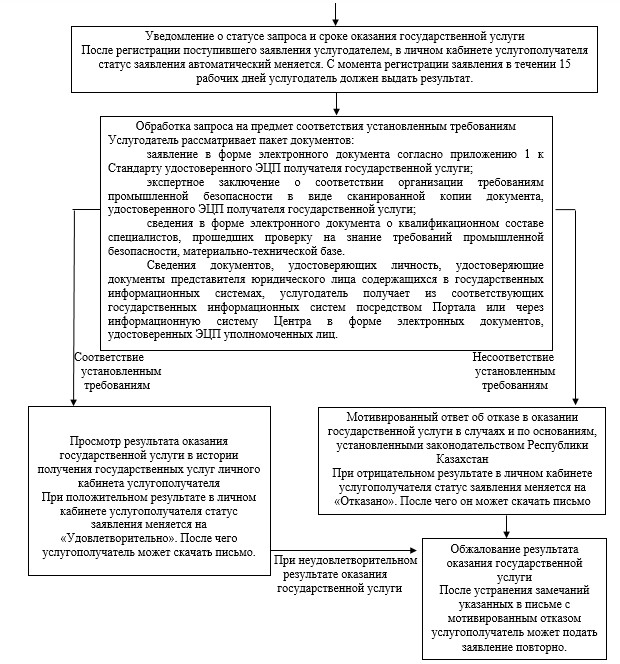 Уведомление о статусе запроса и сроке оказания государственной услуги
После регистрации поступившего заявления услугодателем, в личном кабинете услугополучателя
статус заявления автоматический меняется. С момента регистрации заявления в течении 15
рабочих дней услугодатель должен выдать результат.
Обработка запроса на предмет соответствия установленным требованиям
Услугодатель рассматривает пакет документов:
заявление в форме электронного документа согласно приложению 1 к
Стандарту удостоверенного ЭЦП получателя государственной услуги;
экспертное заключение о соответствии организации требованиям
промышленной безопасности в виде сканированной копии документа,
удостоверенного ЭЦП получателя государственной услуги;
сведения в форме электронного документа о квалификационном составе
специалистов, прошедших проверку на знание требований промышленной
безопасности, материально-технической базе.
Сведения документов, удостоверяющих личность, удостоверяющие
документы представителя юридического лица содержащихся в государственных
информационных системах, услугодатель получает из соответствующих
государственных информационных систем посредством Портала или через
информационную систему Центра в форме электронных документов,
удостоверенных ЭЦП уполномоченных лиц.
Соответствие
установленным
требованиям
Несоответствие
установленным
требованиям
Просмотр результата оказания
государственной услуги в истории
получения государственных услуг личного
кабинета услугополучателя
При положительном результате в личном
кабинете услугополучателя статус
заявления меняется на
«Удовлетворительно». После чего
услугополучатель может скачать письмо.
Мотивированный ответ об отказе в оказании
государственной услуги в случаях и по основаниям,
установленными законодательством Республики
Казахстан
При отрицательном результате в личном кабинете
услугополучателя статус заявления меняется на
«Отказано». После чего он может скачать письмо
При неудовлетворительном
результате оказания
государственной услуги
Обжалование результата
оказания государственной
услуги
После устранения замечаний
указанных в письме с
мотивированным отказом
услугополучатель может подать
заявление повторно.